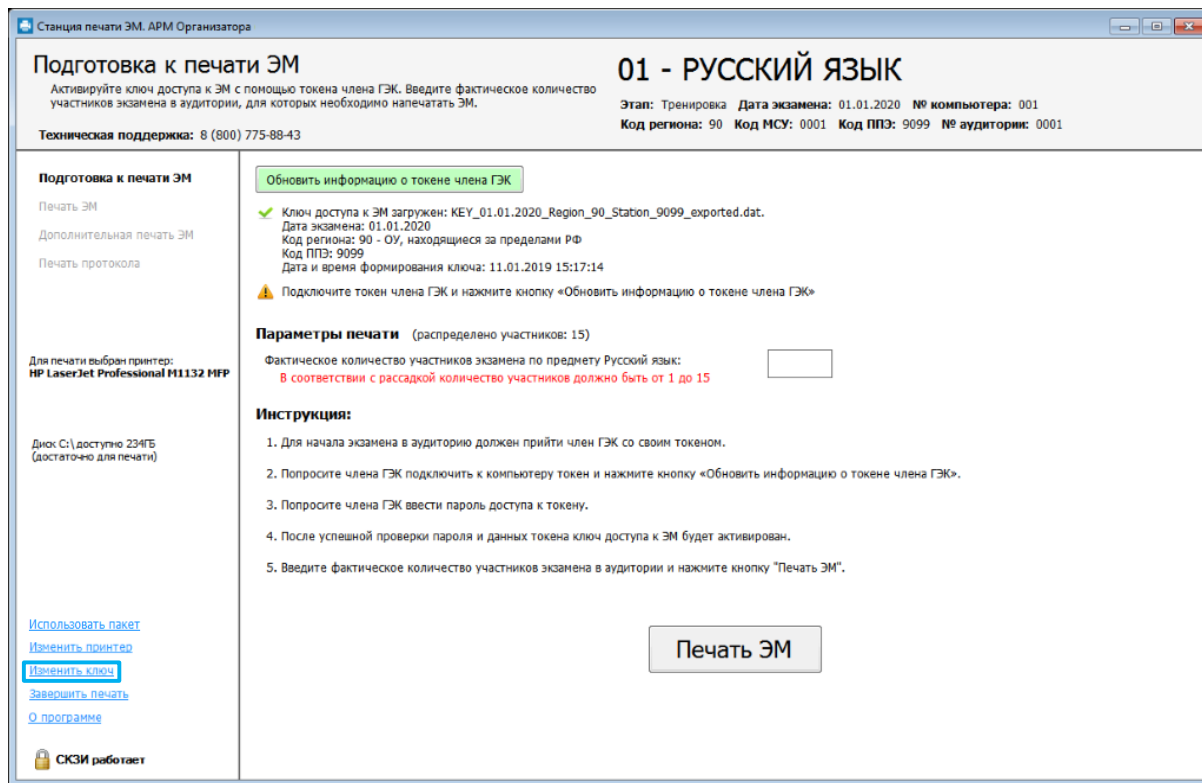 Станция печати ЭМ. АРМ Организатора
Подготовка к печати ЭМ
Активируйте ключ доступа к ЭМ с помощью токена члена ГЭК. Введите фактическое количество
участников экзамена в аудитории, для которых необходимо напечатать ЭМ.
Техническая поддержка: 8 (800) 775-88-43
01 - РУССКИЙ ЯЗЫК
Этап: Тренировка Дата экзамена: 01.01.2020 № компьютера: 001
Код региона: 90 Код МСУ: 0001 Код ППЭ: 9099 № аудитории: 0001
Подготовка к печати ЭМ
Печать ЭМ
Дополнительная печать ЭМ
Печать протокола
Для печати выбран принтер:
HP LaserJet Professional M1132 MFP
Диск C:\ доступно 234ГБ
(достаточно для печати)
Использовать пакет
Изменить принтер
Изменить ключ
Завершить печать
О программе
СКЗИ работает
Обновить информацию о токене члена ГЭК
Ключ доступа к ЭМ загружен: KEY_01.01.2020_Region_90_Station_9099_exported.dat.
Дата экзамена: 01.01.2020
Код региона: 90 - ОУ, находящиеся за пределами РФ
Код ППЭ: 9099
Дата и время формирования ключа: 11.01.2019 15:17:14
Подключите токен члена ГЭК и нажмите кнопку «Обновить информацию о токене члена ГЭК»
Параметры печати (распределено участников: 15)
Фактическое количество участников экзамена по предмету Русский язык:
В соответствии с рассадкой количество участников должно быть от 1 до 15
Инструкция:
1. Для начала экзамена в аудиторию должен прийти член ГЭК со своим токеном.
2. Попросите члена ГЭК подключить к компьютеру токен и нажмите кнопку «Обновить информацию о токене члена ГЭК».
3. Попросите члена ГЭК ввести пароль доступа к токену.
4. После успешной проверки пароля и данных токена ключ доступа к ЭМ будет активирован.
5. Введите фактическое количество участников экзамена в аудитории и нажмите кнопку "Печать ЭМ".
Печать ЭМ